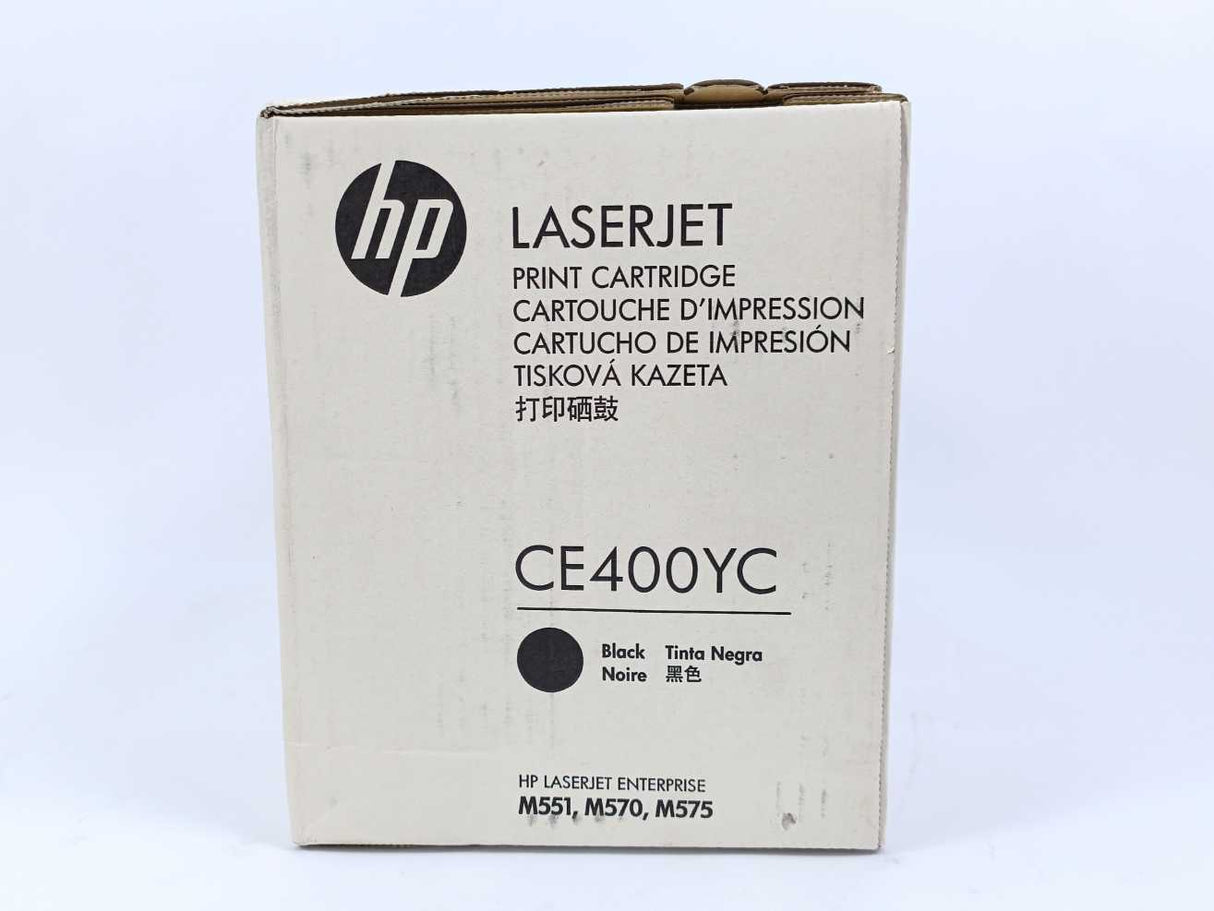 hp
LASERJET
PRINT CARTRIDGE
CARTOUCHE D'IMPRESSION
CARTUCHO DE IMPRESIÓN
TISKOVÁ KAZETA
打印硒鼓
CE400YC
Black Tinta Negra
Noire 黑色
HP LASERJET ENTERPRISE
M551, M570, M575